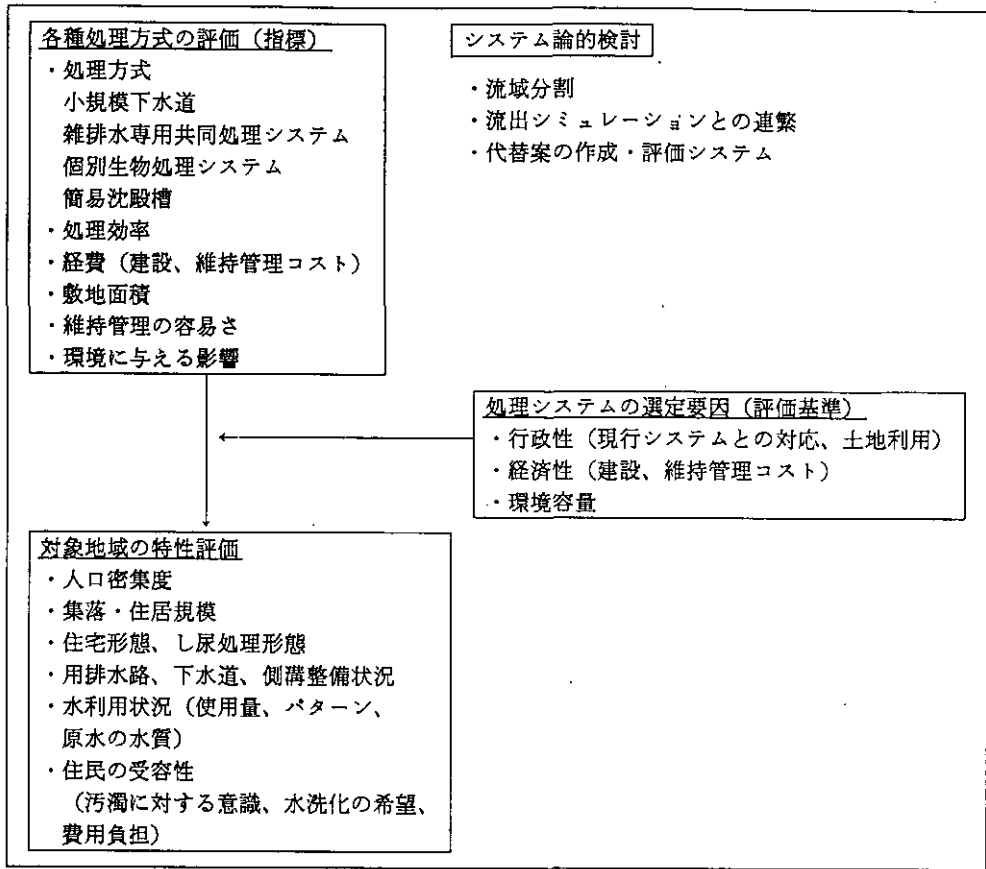 各種処理方式の評価（指標）
・処理方式
小規模下水道
雑排水専用共同処理システム
個別生物処理システム
簡易沈殿槽
・処理効率
・経費（建設、維持管理コスト）
・敷地面積
・維持管理の容易さ
・環境に与える影響
システム論的検討
・流域分割
・流出シミュレーションとの連繋
・代替案の作成・評価システム
処理システムの選定要因（評価基準）
・行政性（現行システムとの対応、土地利用）
・経済性（建設、維持管理コスト）
・環境容量
対象地域の特性評価
・人口密集度
・集落・住居規模
・住宅形態、し尿処理形態
・用排水路、下水道、側溝整備状況
・水利用状況（使用量、パターン、
原水の水質）
・住民の受容性
（汚濁に対する意識、水洗化の希望、
費用負担）